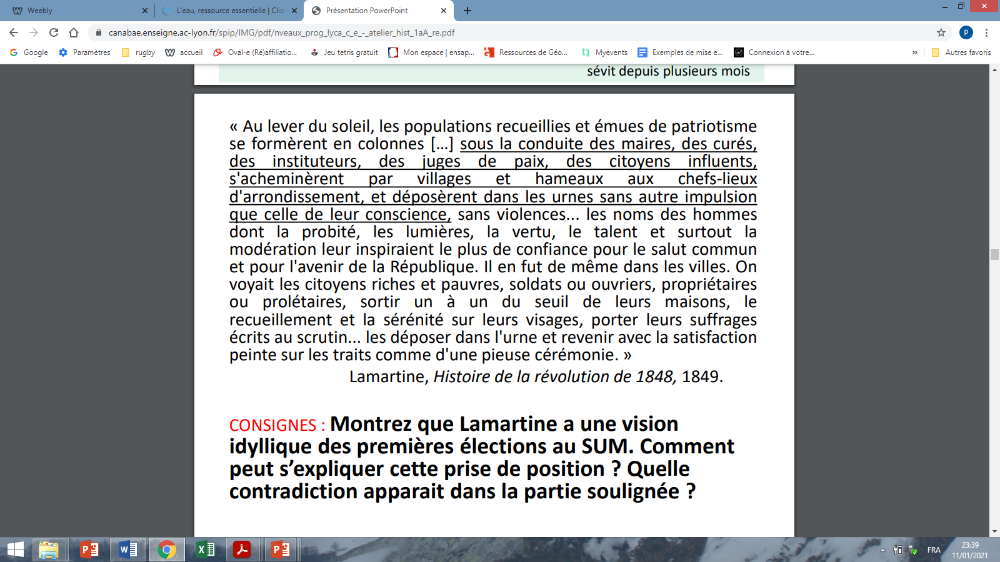 Weebly
L'eau, ressource essentielle | Clio
Présentation PowerPoint
canabae.enseigne.ac-lyon.fr/spip/IMG/pdf/nveaux_prog_lyca_c_e_-_atelier_hist_1aA_re.pdf
p
Google
Paramètres
rugby
accueil
Oval-e (Ré)affiliatio...
Jeu tetris gratuit
Mon espace | ensap...
Ressources de Géo...
Myevents
Exemples de mise e...
Connexion à votre...
»
Autres favoris
sévit depuis plusieurs mois
« Au lever du soleil, les populations recueillies et émues de patriotisme
se formèrent en colonnes [...] sous la conduite des maires, des curés,
des instituteurs, des juges de paix, des citoyens influents,
s'acheminèrent par villages et hameaux aux chefs-lieux
d'arrondissement, et déposèrent dans les urnes sans autre impulsion
que celle de leur conscience, sans violences... les noms des hommes
dont la probité, les lumières, la vertu, le talent et surtout la
modération leur inspiraient le plus de confiance pour le salut commun
et pour l'avenir de la République. Il en fut de même dans les villes. On
voyait les citoyens riches et pauvres, soldats ou ouvriers, propriétaires
ou prolétaires, sortir un à un du seuil de leurs maisons, le
recueillement et la sérénité sur leurs visages, porter leurs suffrages
écrits au scrutin... les déposer dans l'urne et revenir avec la satisfaction
peinte sur les traits comme d'une pieuse cérémonie. »
Lamartine, Histoire de la révolution de 1848, 1849.
CONSIGNES : Montrez que Lamartine a une vision
idyllique des premières élections au SUM. Comment
peut s’expliquer cette prise de position ? Quelle
contradiction apparait dans la partie soulignée ?
FRA
23:39
11/01/2021